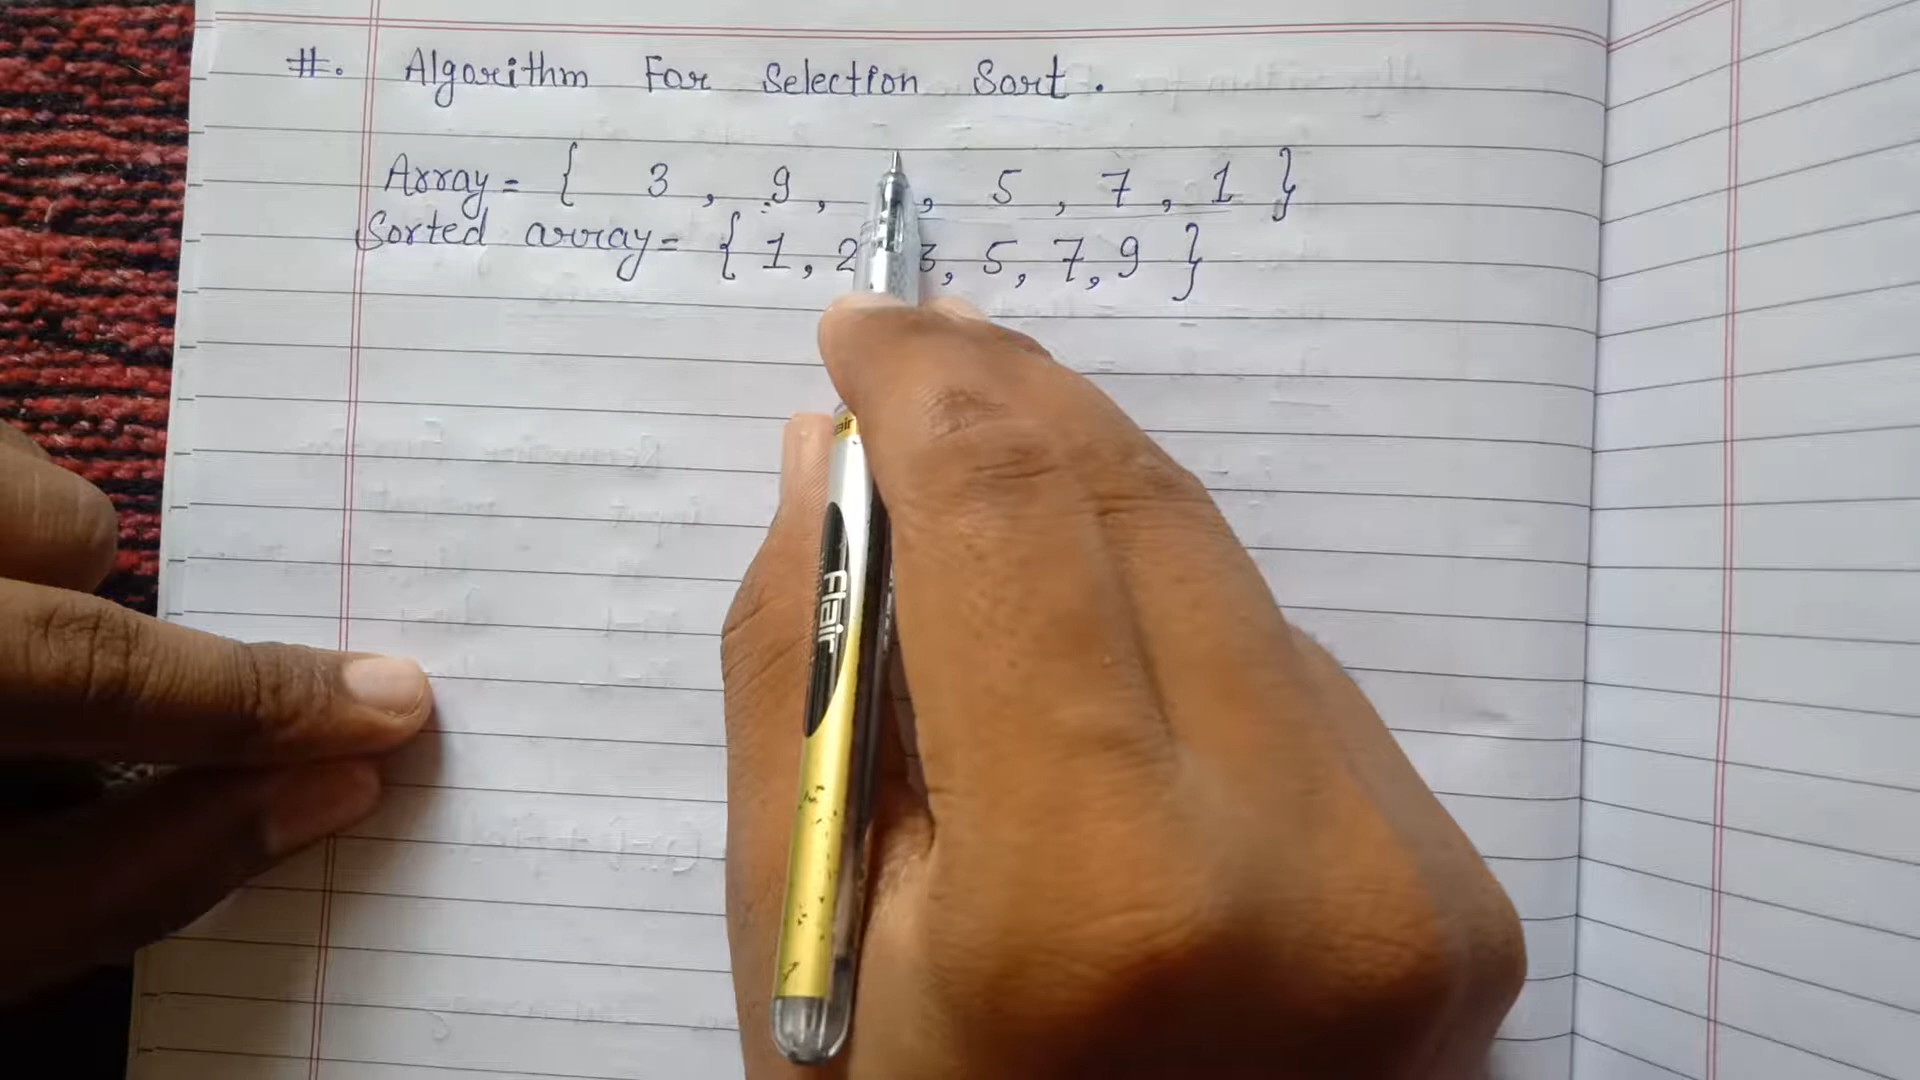 #. Algorithm For Selection Sort.
Array = { 3 , 9 , , 5 , 7 , 1 }
Sorted array = { 1, 2 3, 5, 7, 9 }
Flair